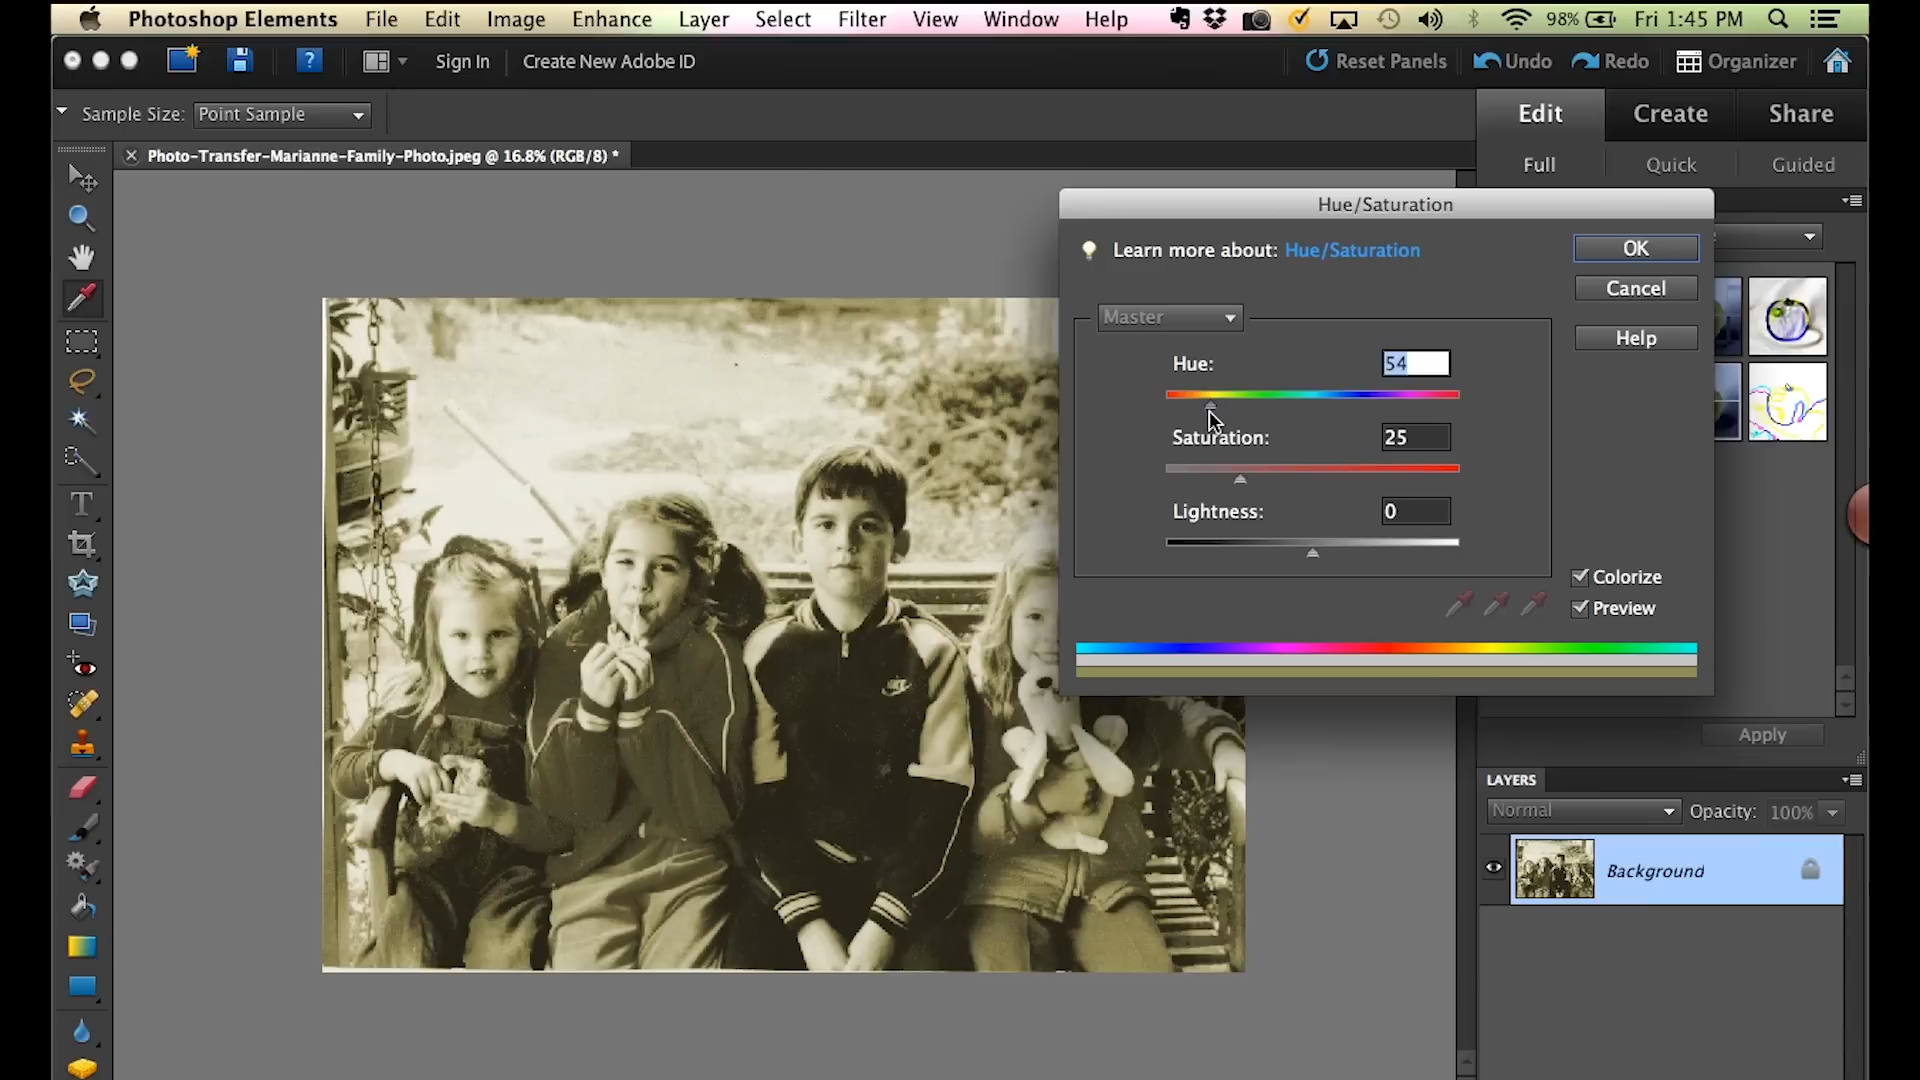 Photoshop Elements File Edit Image Enhance Layer Select Filter View Window Help 98% Fri 1:45 PM
? Sign In Create New Adobe ID Reset Panels Undo Redo Organizer
Sample Size: Point Sample Edit Create Share
Photo-Transfer-Marianne-Family-Photo.jpeg @ 16.8% (RGB/8) * Full Quick Guided
Hue/Saturation
Learn more about: Hue/Saturation OK
Cancel
Master
Help
Hue: 54
Saturation: 25
Lightness: 0
Colorize
Preview
T
Apply
LAYERS
Normal Opacity: 100%
Background